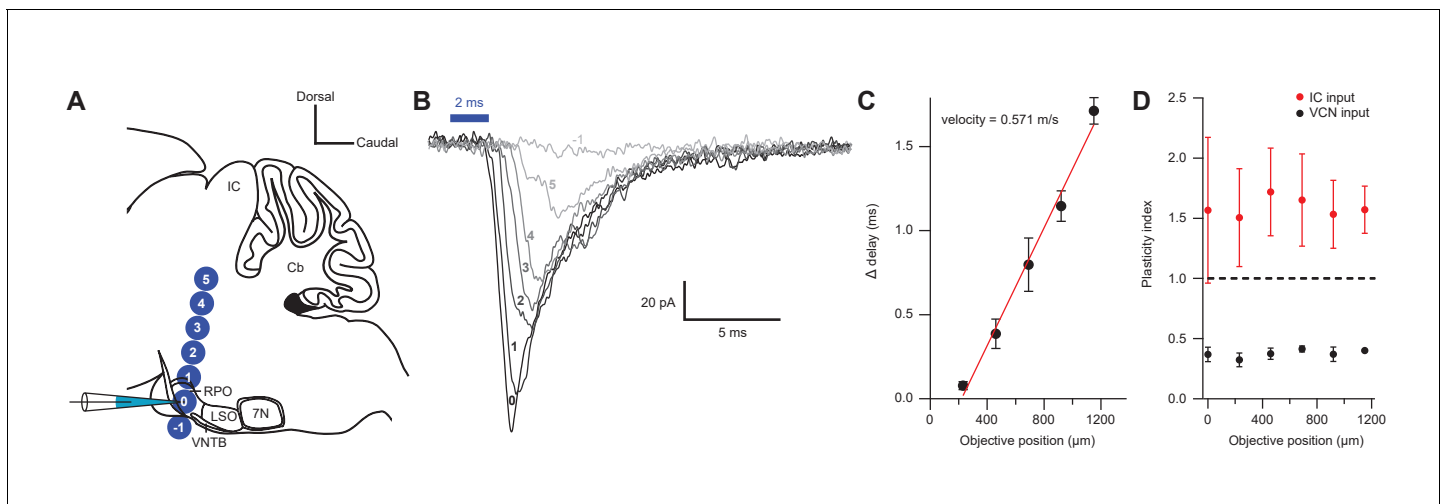 A
Dorsal
Caudal
IC
Cb
5
4
3
2
1
0
-1
RPO
LSO
7N
VNTB
B
2 ms
-1
5
4
3
2
1
0
20 pA
5 ms
C
velocity = 0.571 m/s
Δ delay (ms)
1.5
1.0
0.5
0.0
0 400 800 1200
Objective position (µm)
D
IC input
VCN input
Plasticity index
2.5
2.0
1.5
1.0
0.5
0.0
0 400 800 1200
Objective position (µm)